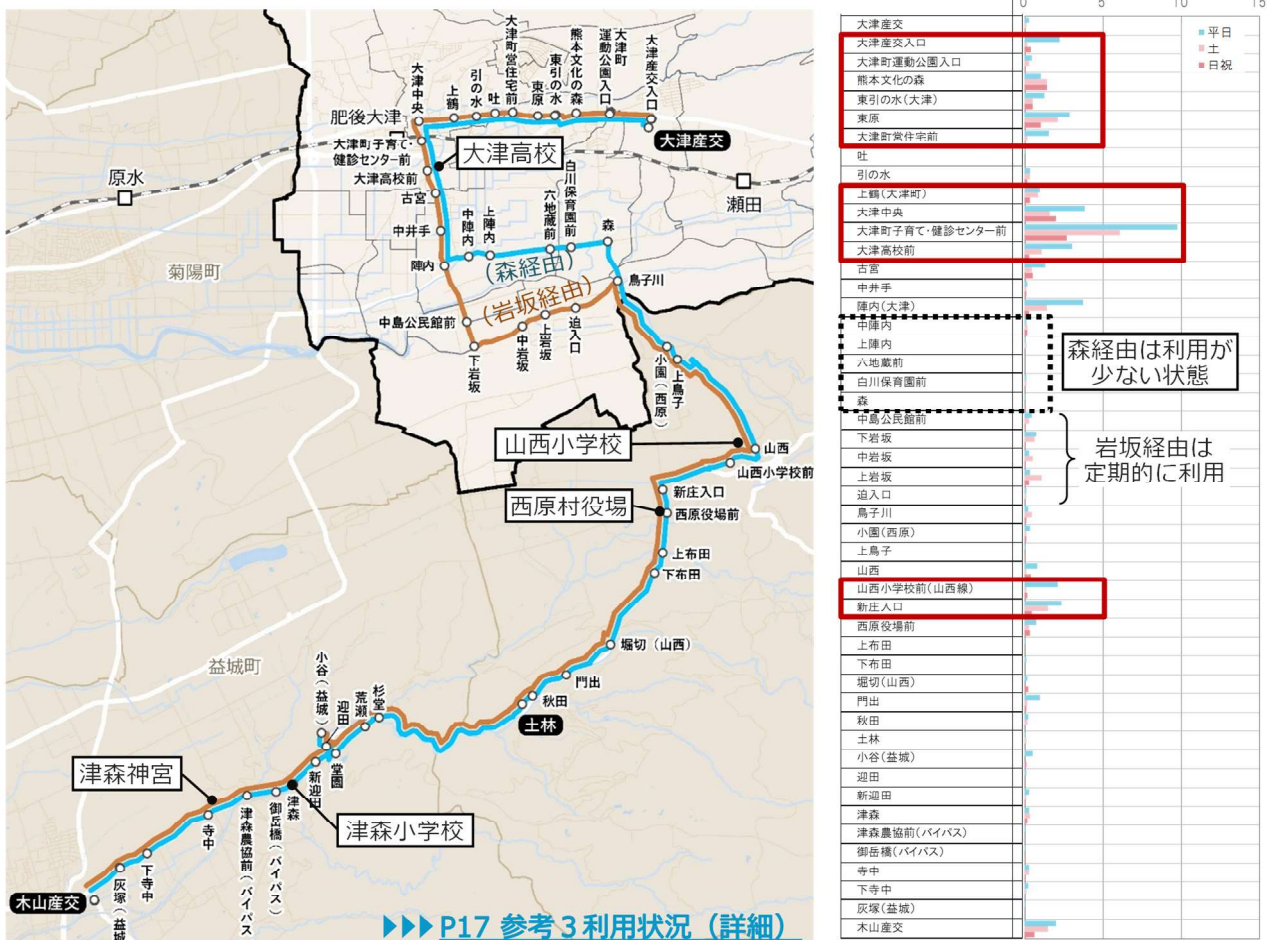 大津産交入口
大津町
運動公園入口
熊本文化の森
東引の水
東原
大津町営住宅前
吐
引の水
上鶴
大津中央
肥後大津
大津産交
大津町子育て・
健診センター前
大津高校
大津高校前
古宮
原水
瀬田
中井手
中陣内
上陣内
六地蔵前
白川保育園前
森
陣内
(森経由)
菊陽町
鳥子川
(岩坂経由)
中島公民館前
下岩坂
中岩坂
上岩坂
迫入口
小園(西原)
上鳥子
山西小学校
山西
山西小学校前
新庄入口
西原村役場
西原役場前
上布田
下布田
堀切(山西)
益城町
門出
秋田
土林
小谷(益城)
迎田
荒瀬
杉堂
堂園
新迎田
津森神宮
津森
津森小学校
御岳橋(バイパス)
津森農協前(バイパス
寺中
下寺中
灰塚(益城
木山産交
▶▶▶P17 参考3利用状況(詳細)
0 5 10 15
平日
土
日祝
大津産交
大津産交入口
大津町運動公園入口
熊本文化の森
東引の水(大津)
東原
大津町営住宅前
吐
引の水
上鶴(大津町)
大津中央
大津町子育て・健診センター前
大津高校前
古宮
中井手
陣内(大津)
中陣内
上陣内
六地蔵前
白川保育園前
森
森経由は利用が
少ない状態
中島公民館前
下岩坂
中岩坂
上岩坂
迫入口
岩坂経由は
定期的に利用
鳥子川
小園(西原)
上鳥子
山西
山西小学校前(山西線)
新庄入口
西原役場前
上布田
下布田
堀切(山西)
門出
秋田
土林
小谷(益城)
迎田
新迎田
津森
津森農協前(バイパス)
御岳橋(バイパス)
寺中
下寺中
灰塚(益城)
木山産交